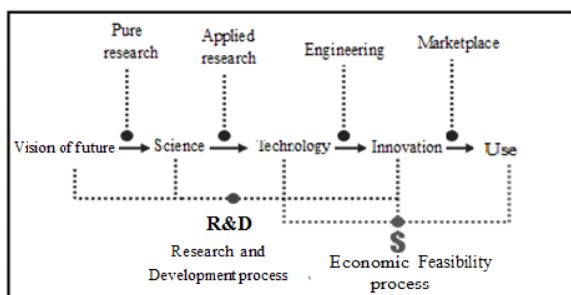 Pure
research
Applied
research
Engineering
Marketplace
Vision of future
Science
Technology
Innovation
Use
R&D
Research and
Development process
$
Economic Feasibility
process